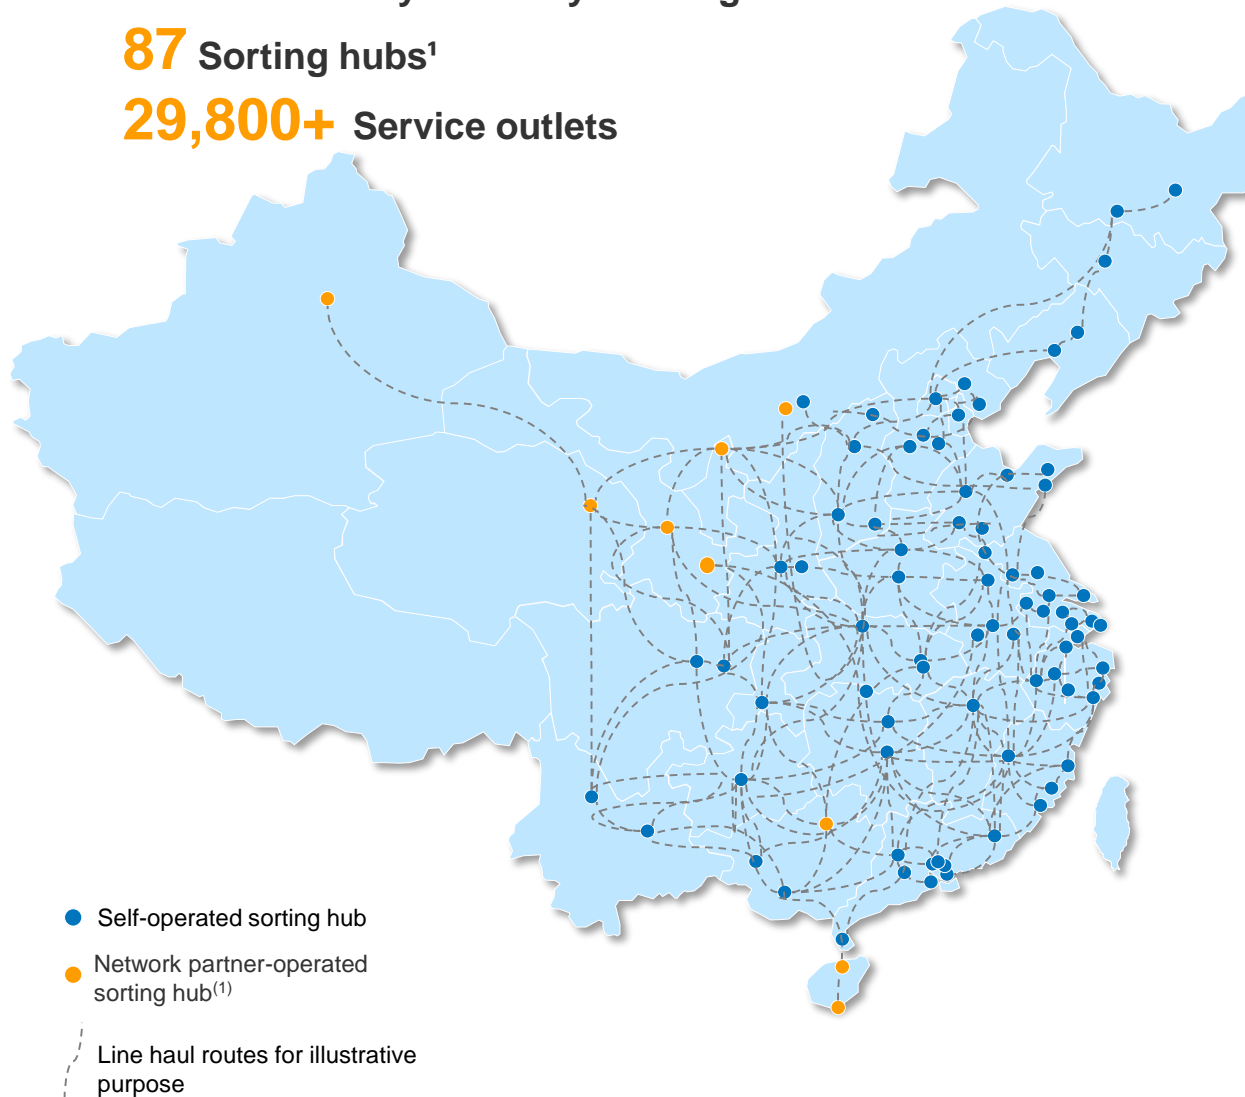 87 Sorting hubs¹
29,800+ Service outlets
Self-operated sorting hub
Network partner-operated
sorting hub(1)
Line haul routes for illustrative
purpose